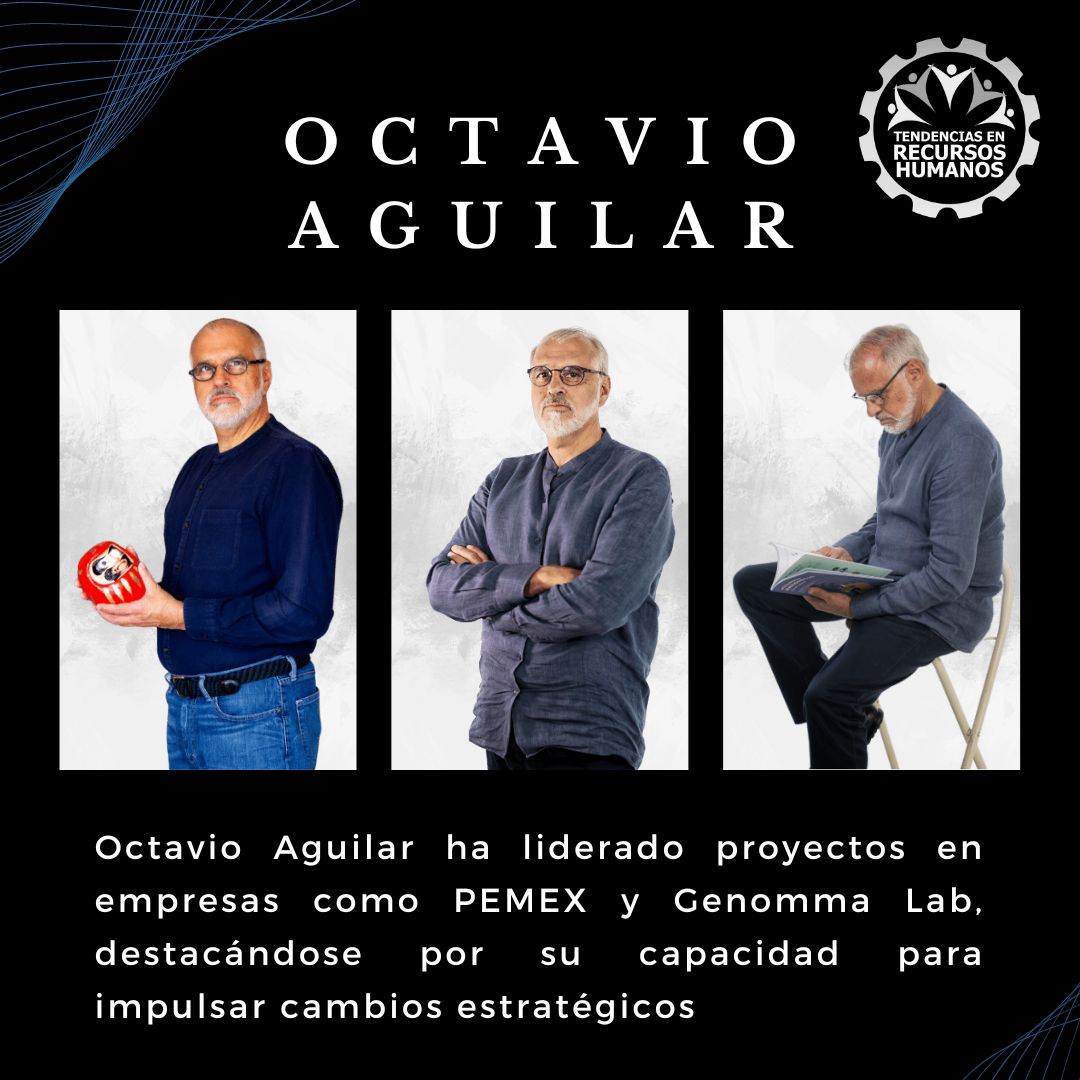 OCTAVIO
AGUILAR
TENDENCIAS EN
RECURSOS
HUMANOS
Octavio Aguilar ha liderado proyectos en
empresas como PEMEX y Genomma Lab,
destacándose por su capacidad para
impulsar cambios estratégicos